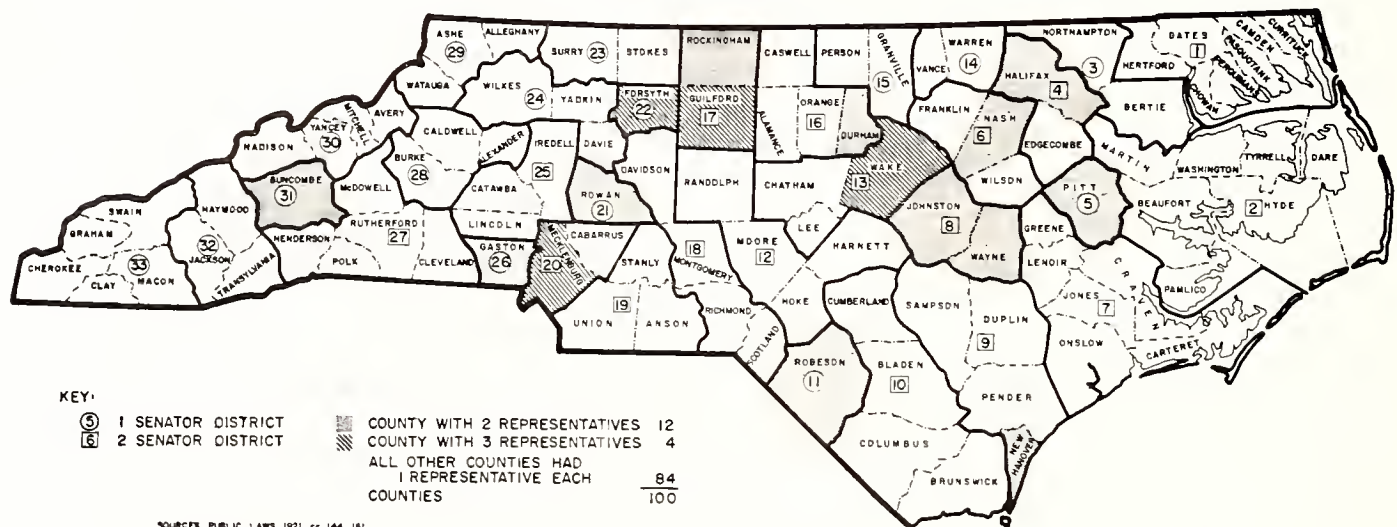 ASHE
29
ALLEGHANY
SURRY 23
STOKES
ROCKINGHAM
CASWELL
PERSON
GRANVILLE
15
VANCE
WARREN
14
NORTHAMPTON
3
HERTFORD
1
CAMDEN
CURRITUCK
PASQUOTANK
PERQUIMANS
CHOWAN
WATAUGA
WILKES
24
YADKIN
FORSYTH
22
GUILFORD
17
ALAMANCE
ORANGE
16
DURHAM
FRANKLIN
HALIFAX
4
NASH
6
BERTIE
MITCHELL
AVERY
YANCEY
30
MADISON
CALDWELL
ALEXANDER
IREDELL
25
DAVIE
DAVIDSON
RANDOLPH
CHATHAM
WAKE
13
WILSON
EDGECOMBE
MARTIN
WASHINGTON
TYRRELL
DARE
BURKE
28
CATAWBA
ROWAN
21
BUNCOMBE
31
McDOWELL
SWAIN
HAYWOOD
GRAHAM
RUTHERFORD
27
LINCOLN
LEE
JOHNSTON
8
PITT
5
BEAUFORT
2
HYDE
32
JACKSON
HENDERSON
POLK
CLEVELAND
GASTON
26
MECKLENBURG
20
CABARRUS
STANLY
18
MONTGOMERY
MOORE
12
HARNETT
WAYNE
GREENE
LENOIR
CRAVEN
PAMLICO
CHEROKEE
33
CLAY
MACON
TRANSYLVANIA
19
UNION
ANSON
RICHMOND
SCOTLAND
HOKE
CUMBERLAND
SAMPSON
DUPLIN
9
JONES
7
ONSLOW
CARTERET
ROBESON
11
BLADEN
10
PENDER
COLUMBUS
NEW HANOVER
BRUNSWICK
KEY:
5 1 SENATOR DISTRICT
6 2 SENATOR DISTRICT
COUNTY WITH 2 REPRESENTATIVES 12
COUNTY WITH 3 REPRESENTATIVES 4
ALL OTHER COUNTIES HAD
1 REPRESENTATIVE EACH 84
COUNTIES 100
SOURCES PUBLIC LAWS 1921 cc 144, 161